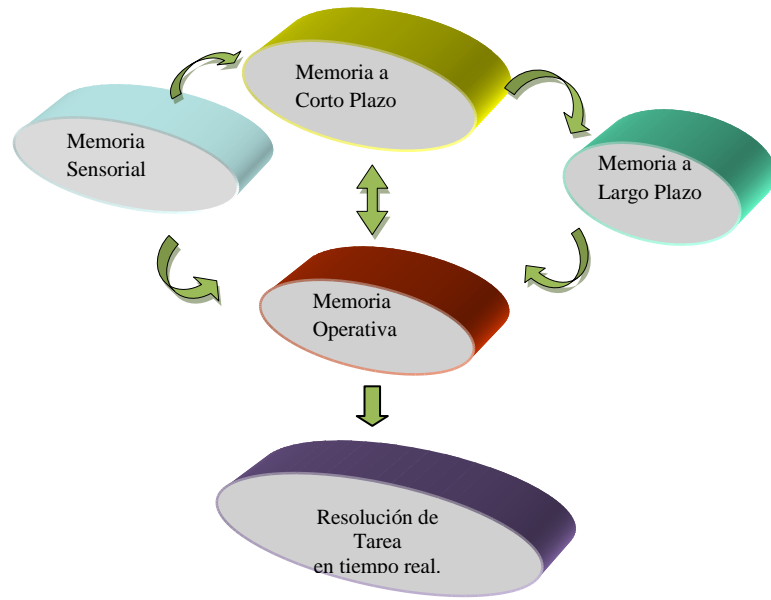 Memoria a
Corto Plazo
Memoria
Sensorial
Memoria a
Largo Plazo
Memoria
Operativa
Resolución de
Tarea
en tiempo real.